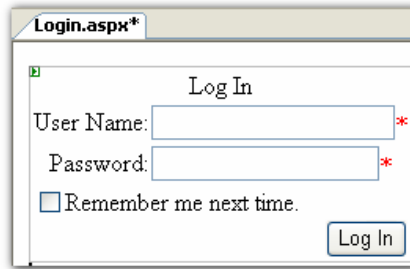 Login.aspx*
Log In
User Name: *
Password: *
Remember me next time.
Log In